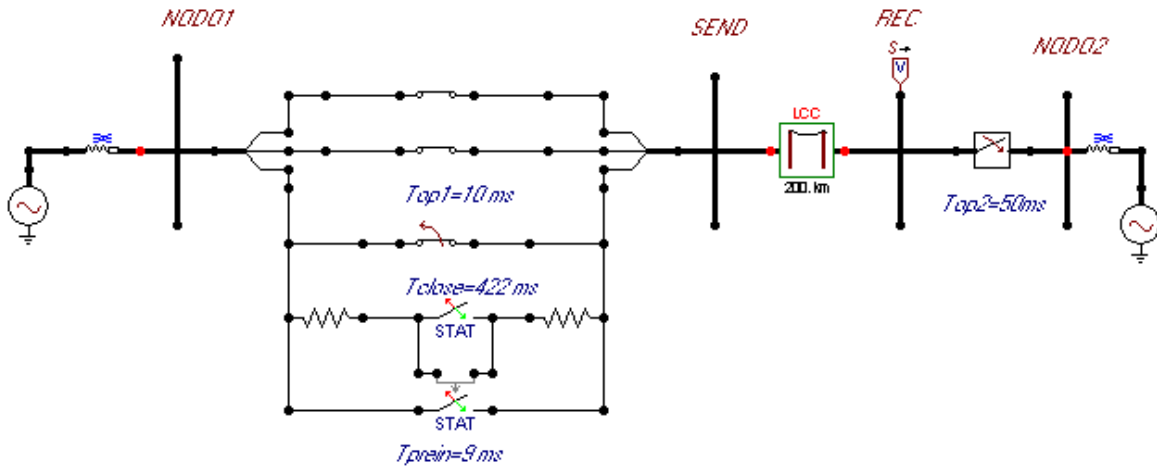 NODO1
SEND
REC
NODO2
S
V
LCC
200. km
Top1=10 ms
Top2=50ms
Tclose=422 ms
STAT
STAT
Tprein=9 ms